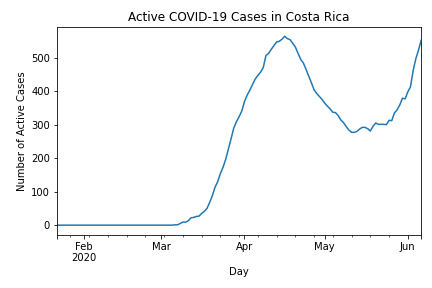 Active COVID-19 Cases in Costa Rica
Number of Active Cases
500
400
300
200
100
0
Feb
2020
Mar
Apr
May
Jun
Day